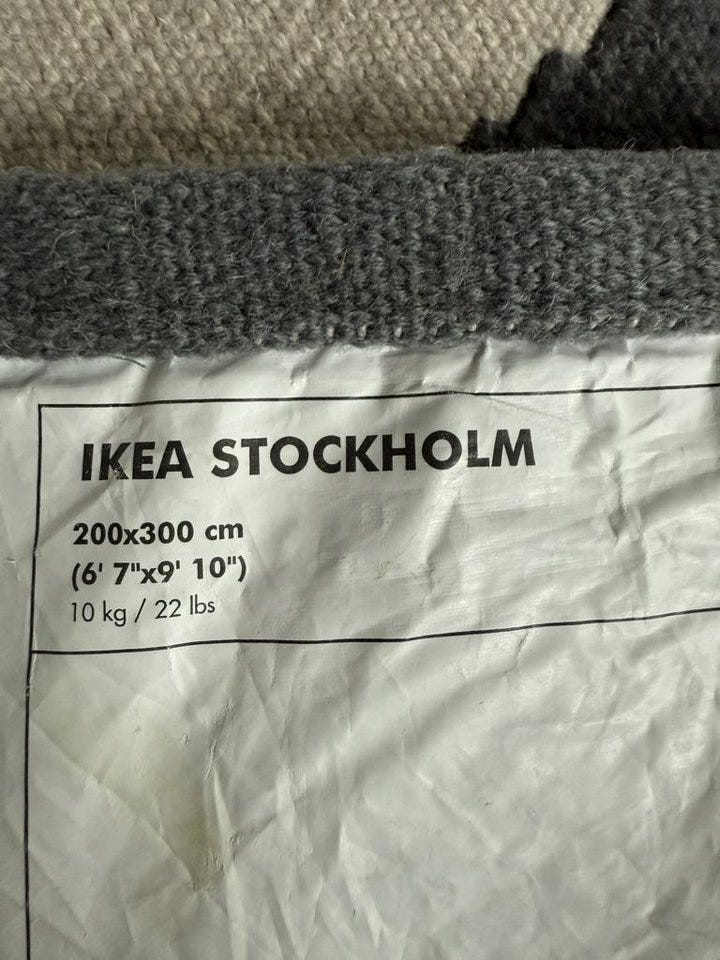 IKEA STOCKHOLM
200x300 cm
(6' 7"x9' 10")
10 kg / 22 lbs